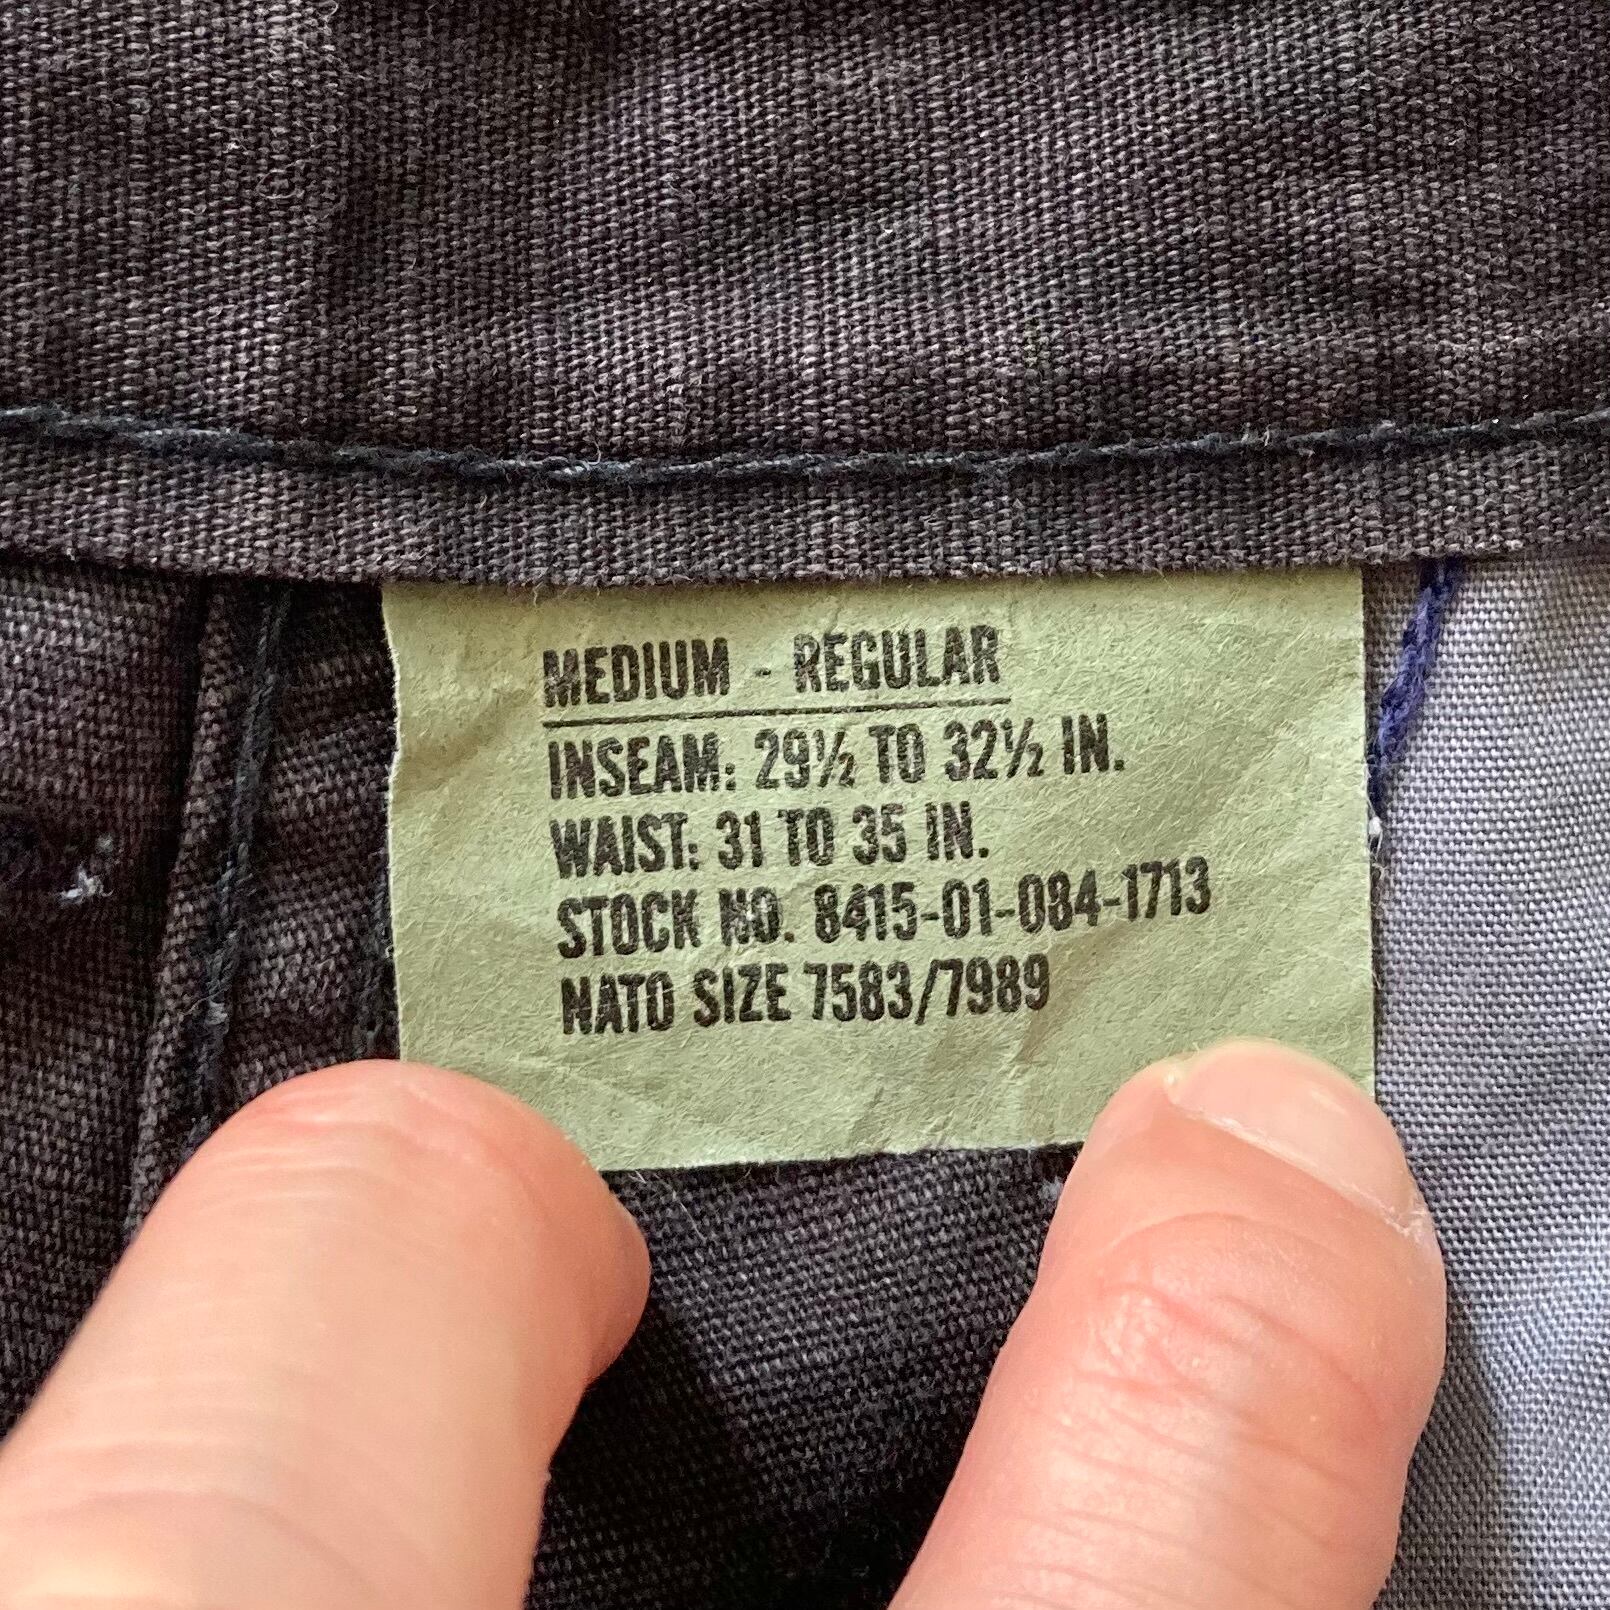 MEDIUM - REGULAR
INSEAM: 29½ TO 32½ IN.
WAIST: 31 TO 35 IN.
STOCK NO. 8415-01-084-1713
NATO SIZE 7583/7989